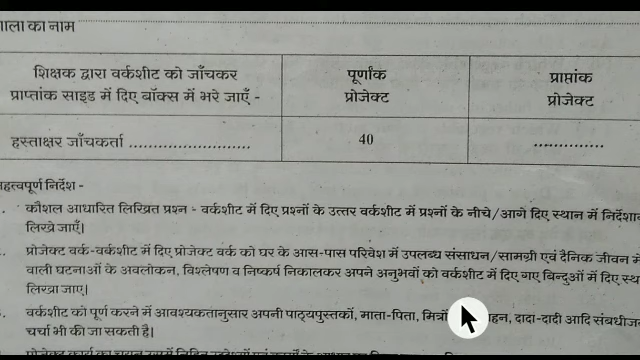 शाला का नाम
शिक्षक द्वारा वर्कशीट को जाँचकर
प्राप्तांक साइड में दिए बॉक्स में भरे जाएँ -
पूर्णांक
प्रोजेक्ट
प्राप्तांक
प्रोजेक्ट
हस्ताक्षर जाँचकर्ता ..........................
40
..............
महत्वपूर्ण निर्देश -
कौशल आधारित लिखित प्रश्न - वर्कशीट में दिए प्रश्नों के उत्तर वर्कशीट में प्रश्नों के नीचे/आगे दिए स्थान में
लिखे जाएँ।
प्रोजेक्ट वर्क-वर्कशीट में दिए प्रोजेक्ट वर्क को घर के आस-पास परिवेश में उपलब्ध संसाधन/सामग्री एवं दैनिक जीवन में
वाली घटनाओं के अवलोकन, विश्लेषण व निष्कर्ष निकालकर अपने अनुभवों को वर्कशीट में दिए गए बिन्दुओं में दिए
लिखा जाए।
वर्कशीट को पूर्ण करने में आवश्यकतानुसार अपनी पाठ्यपुस्तकों, माता-पिता, मित्रों दादा-दादी आदि
चर्चा भी की जा सकती है।